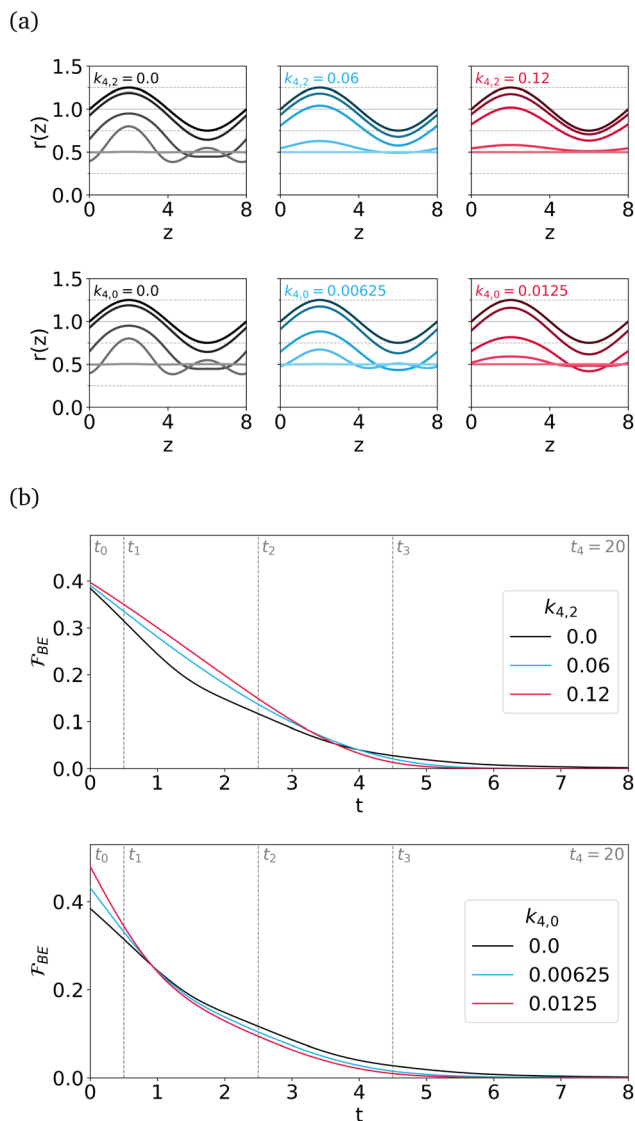 (a)
1.5
1.0
0.5
0.0
r(z)
k4,2 = 0.0
0 4 8
z
k4,2 = 0.06
0 4 8
z
k4,2 = 0.12
0 4 8
z
1.5
1.0
0.5
0.0
r(z)
k4,0 = 0.0
0 4 8
z
k4,0 = 0.00625
0 4 8
z
k4,0 = 0.0125
0 4 8
z
(b)
t0 t1 t2 t3 t4 = 20
0.4
0.3
0.2
0.1
0.0
FBE
k4,2
0.0
0.06
0.12
0 1 2 3 4 5 6 7 8
t
t0 t1 t2 t3 t4 = 20
0.4
0.2
0.0
FBE
k4,0
0.0
0.00625
0.0125
0 1 2 3 4 5 6 7 8
t